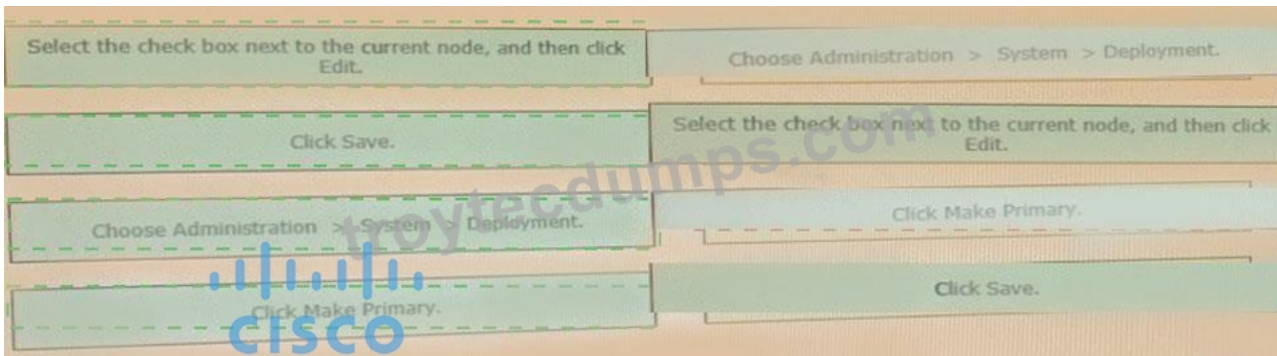 Select the check box next to the current node, and then click
Edit.
Choose Administration > System > Deployment.
Click Save.
Select the check box next to the current node, and then click
Edit.
Choose Administration > System > Deployment.
Click Make Primary.
Click Make Primary.
Click Save.
troytecdumps.com
cisco